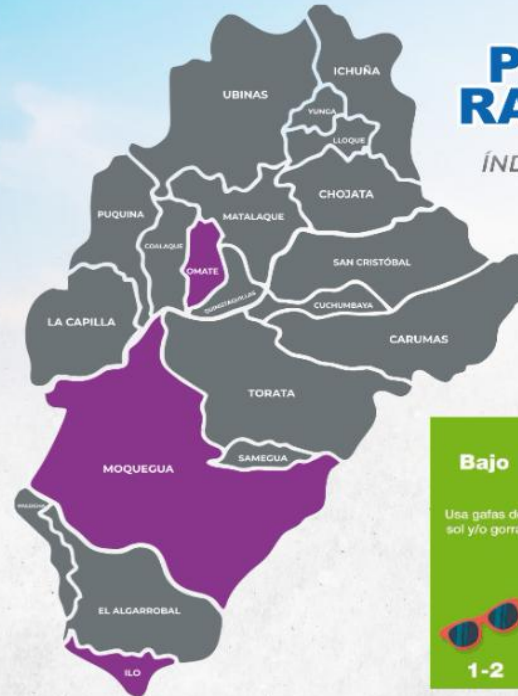 P
RA
ÍND
ICHUÑA
UBINAS
YUNGA
LLOQUE
CHOJATA
PUQUINA
MATALAQUE
COALAQUE
OMATE
SAN CRISTÓBAL
QUINISTAQUILLAS
CUCHUMBAYA
LA CAPILLA
CARUMAS
TORATA
SAMEGUA
MOQUEGUA
PACOCHA
EL ALGARROBAL
ILO
Bajo
Usa gafas de
sol y/o gorra
1-2